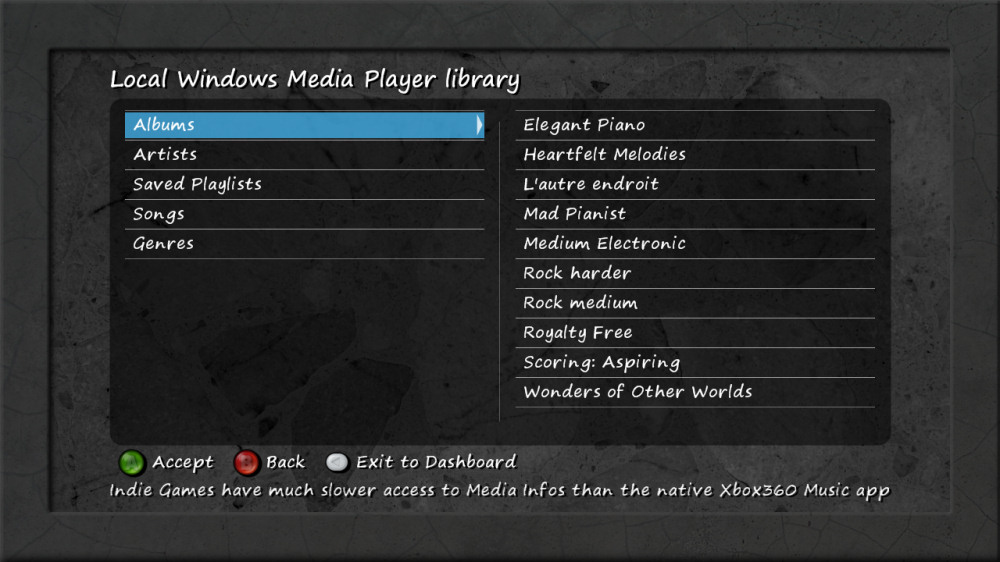 Local Windows Media Player library
Albums
Artists
Saved Playlists
Songs
Genres
Elegant Piano
Heartfelt Melodies
L'autre endroit
Mad Pianist
Medium Electronic
Rock harder
Rock medium
Royalty Free
Scoring: Aspiring
Wonders of Other Worlds
Accept Back Exit to Dashboard
Indie Games have much slower access to Media Infos than the native Xbox360 Music app